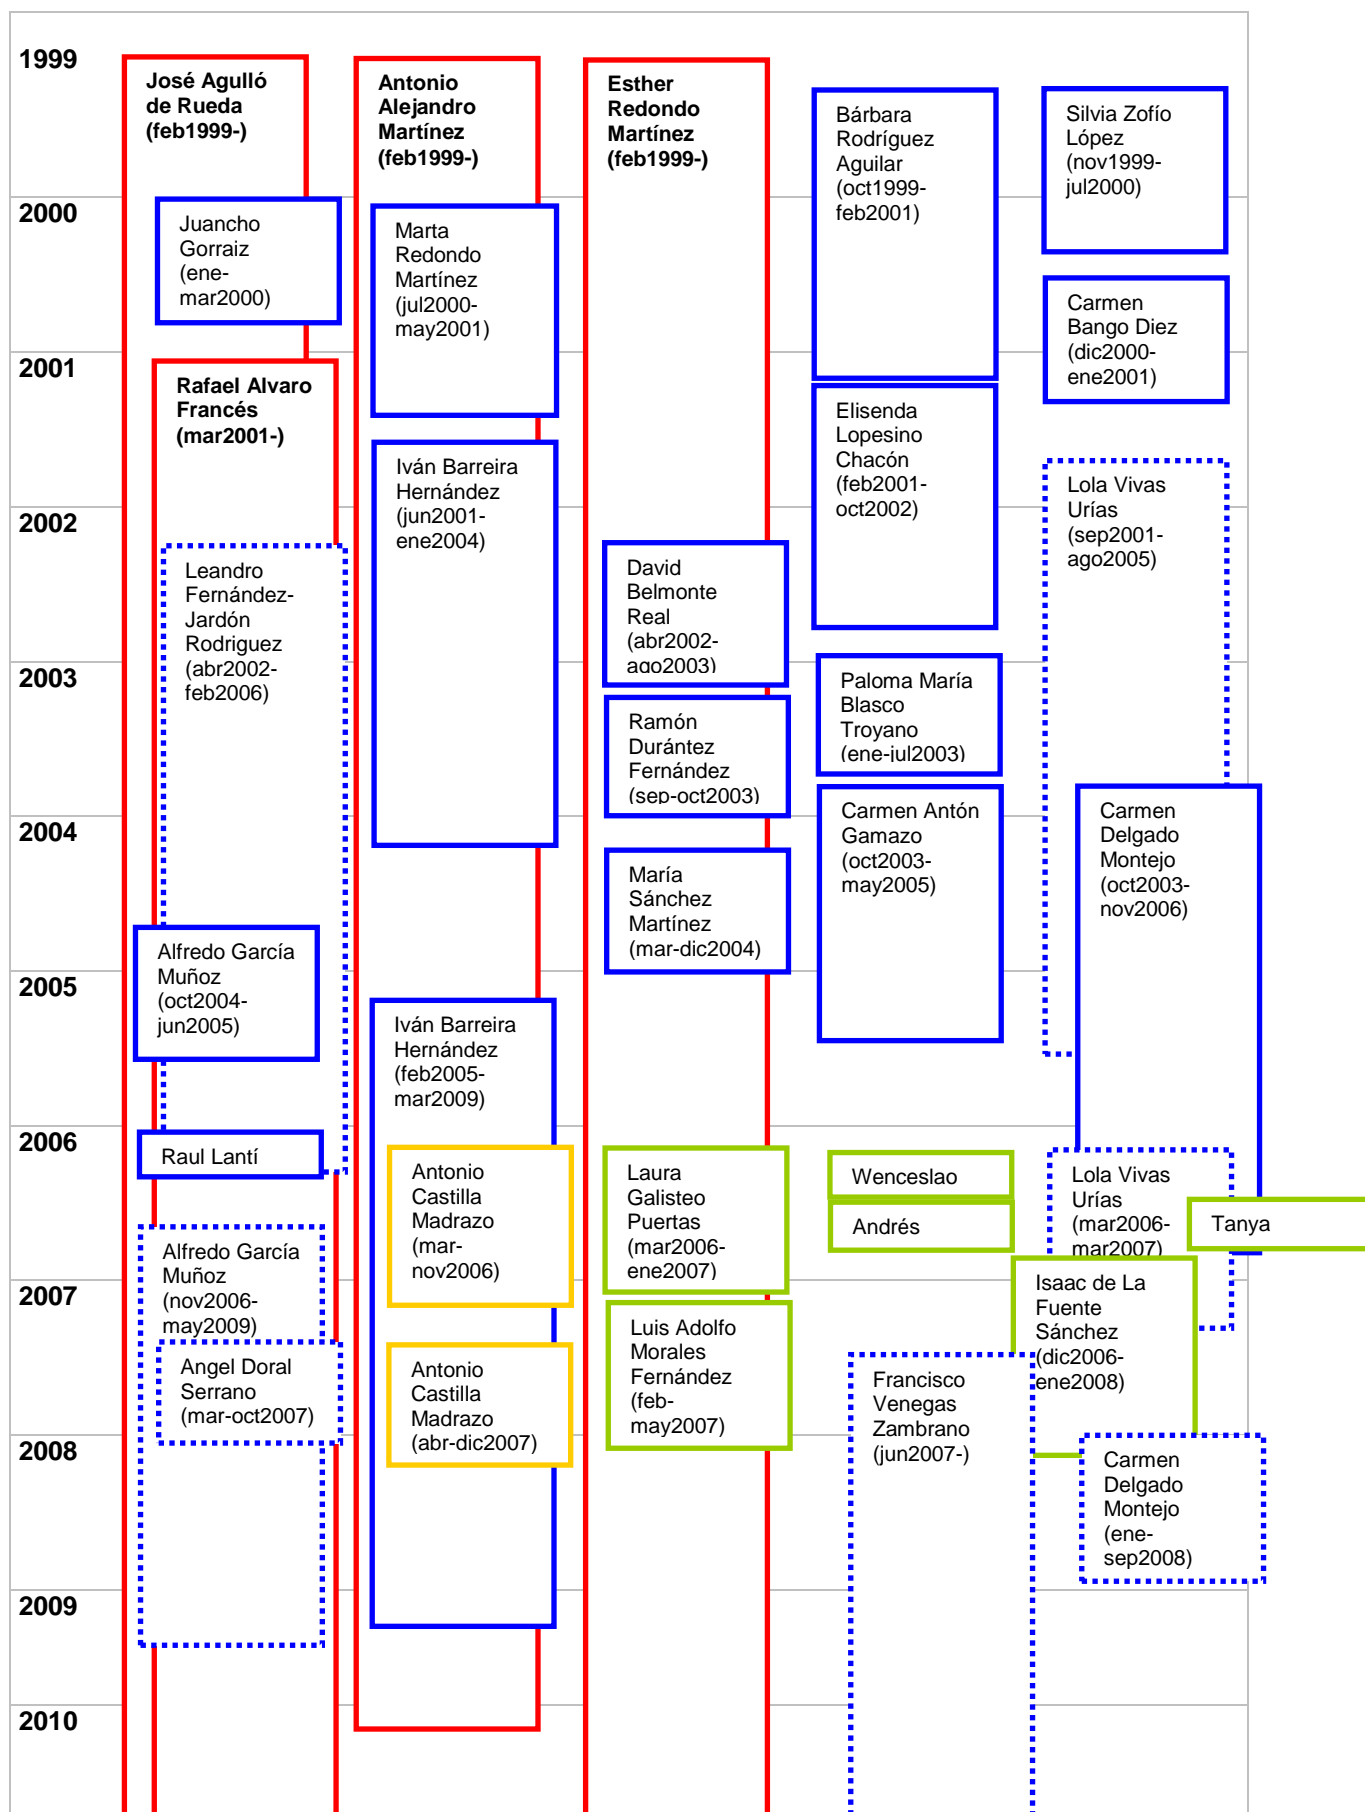 1999
José Agulló
de Rueda
(feb1999-)
Antonio
Alejandro
Martínez
(feb1999-)
Esther
Redondo
Martínez
(feb1999-)
Bárbara
Rodríguez
Aguilar
(oct1999-
feb2001)
Silvia Zofío
López
(nov1999-
jul2000)
2000
Juancho
Gorraiz
(ene-
mar2000)
Marta
Redondo
Martínez
(jul2000-
may2001)
Carmen
Bango Diez
(dic2000-
ene2001)
2001
Rafael Alvaro
Francés
(mar2001-)
Iván Barreira
Hernández
(jun2001-
ene2004)
Elisenda
Lopesino
Chacón
(feb2001-
oct2002)
Lola Vivas
Urías
(sep2001-
ago2005)
2002
Leandro
Fernández-
Jardón
Rodriguez
(abr2002-
feb2006)
David
Belmonte
Real
(abr2002-
ago2003)
2003
Paloma María
Blasco
Troyano
(ene-jul2003)
Ramón
Durántez
Fernández
(sep-oct2003)
2004
Carmen Antón
Gamazo
(oct2003-
may2005)
Carmen
Delgado
Montejo
(oct2003-
nov2006)
María
Sánchez
Martínez
(mar-dic2004)
Alfredo García
Muñoz
(oct2004-
jun2005)
2005
Iván Barreira
Hernández
(feb2005-
mar2009)
2006
Raul Lantí
Antonio
Castilla
Madrazo
(mar-
nov2006)
Laura
Galisteo
Puertas
(mar2006-
ene2007)
Wenceslao
Andrés
Lola Vivas
Urías
(mar2006-
mar2007)
Tanya
Alfredo García
Muñoz
(nov2006-
may2009)
2007
Isaac de La
Fuente
Sánchez
(dic2006-
ene2008)
Angel Doral
Serrano
(mar-oct2007)
Antonio
Castilla
Madrazo
(abr-dic2007)
Luis Adolfo
Morales
Fernández
(feb-
may2007)
Francisco
Venegas
Zambrano
(jun2007-)
2008
Carmen
Delgado
Montejo
(ene-
sep2008)
2009
2010